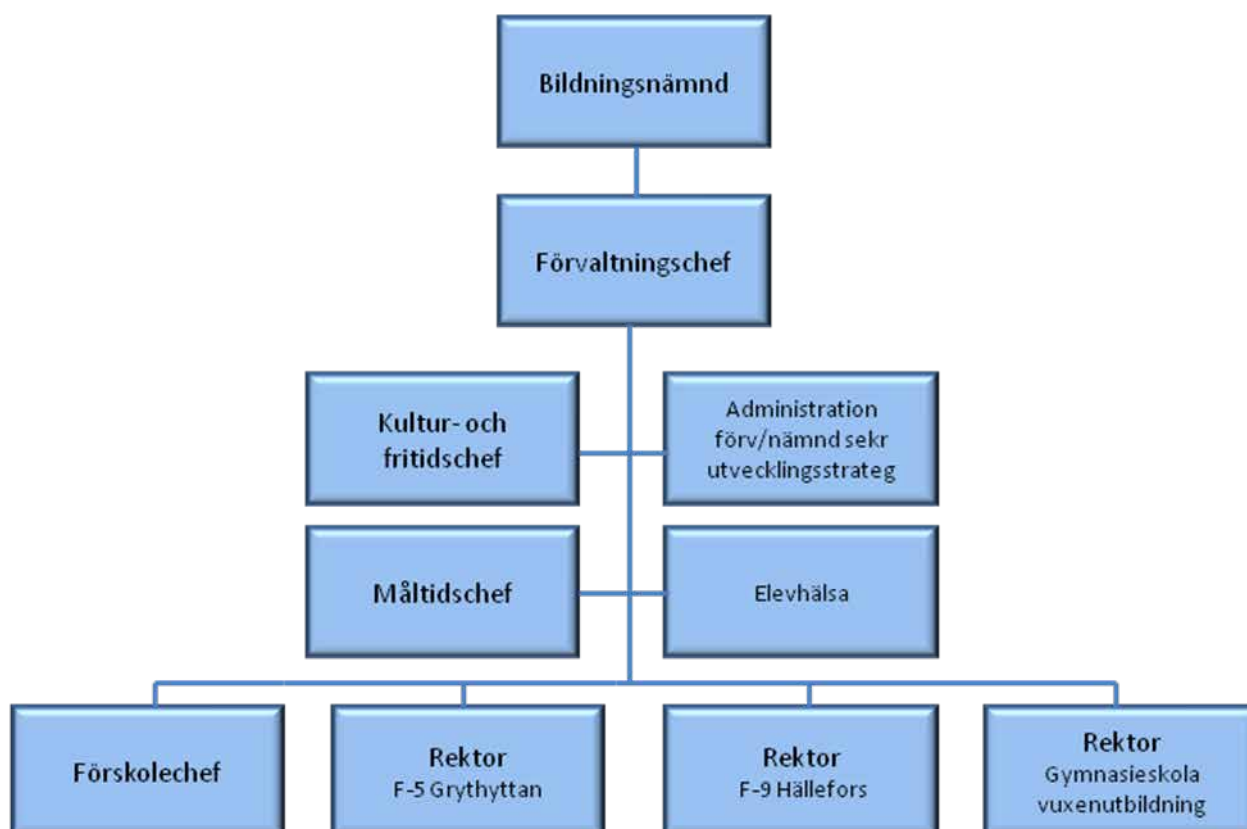 Bildningsnämnd
Förvaltningschef
Kultur- och
fritidschef
Administration
förv/nämnd sekr
utvecklingsstrateg
Måltidschef
Elevhälsa
Förskolechef
Rektor
F-5 Grythyttan
Rektor
F-9 Hällefors
Rektor
Gymnasieskola
vuxenutbildning